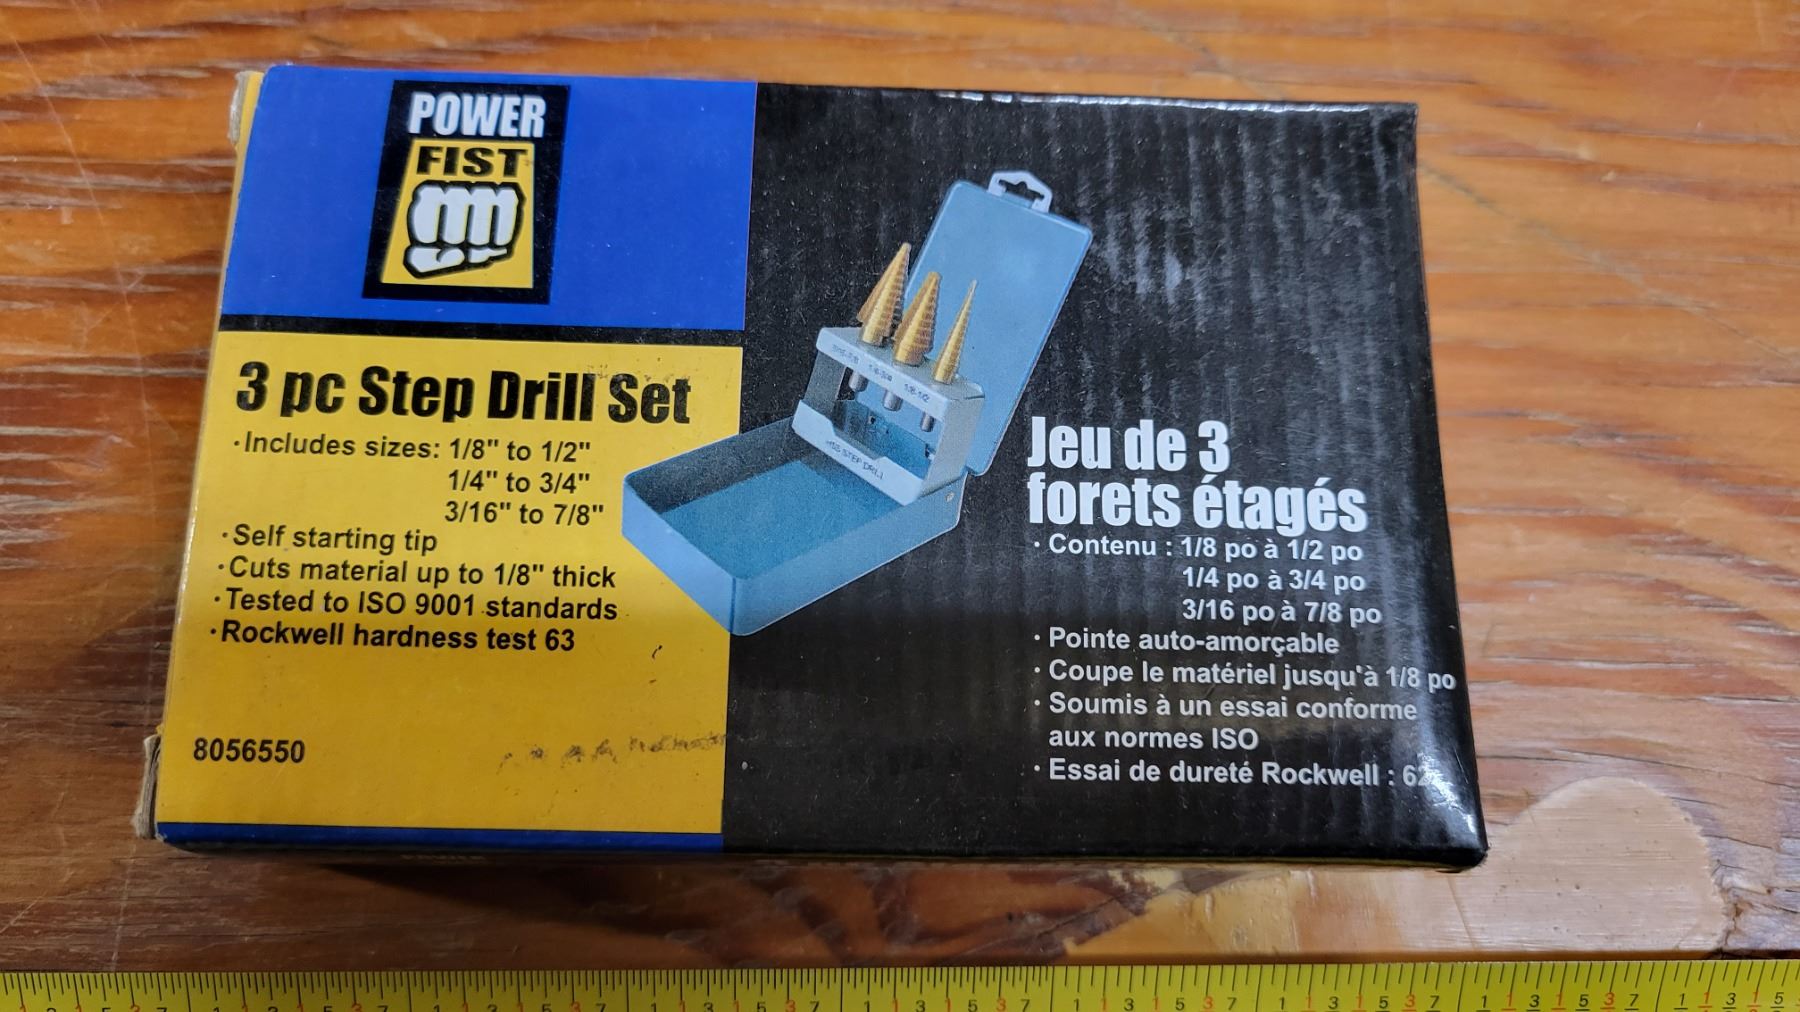 POWER
FIST
3 pc Step Drill Set
·Includes sizes: 1/8" to 1/2"
1/4" to 3/4"
3/16" to 7/8"
·Self starting tip
·Cuts material up to 1/8" thick
·Tested to ISO 9001 standards
·Rockwell hardness test 63
8056550
STEP DRILL
Jeu de 3
forets étagés
· Contenu : 1/8 po à 1/2 po
1/4 po à 3/4 po
3/16 po à 7/8 po
· Pointe auto-amorçable
· Coupe le matériel jusqu'à 1/8 po
· Soumis à un essai conforme
aux normes ISO
· Essai de dureté Rockwell :